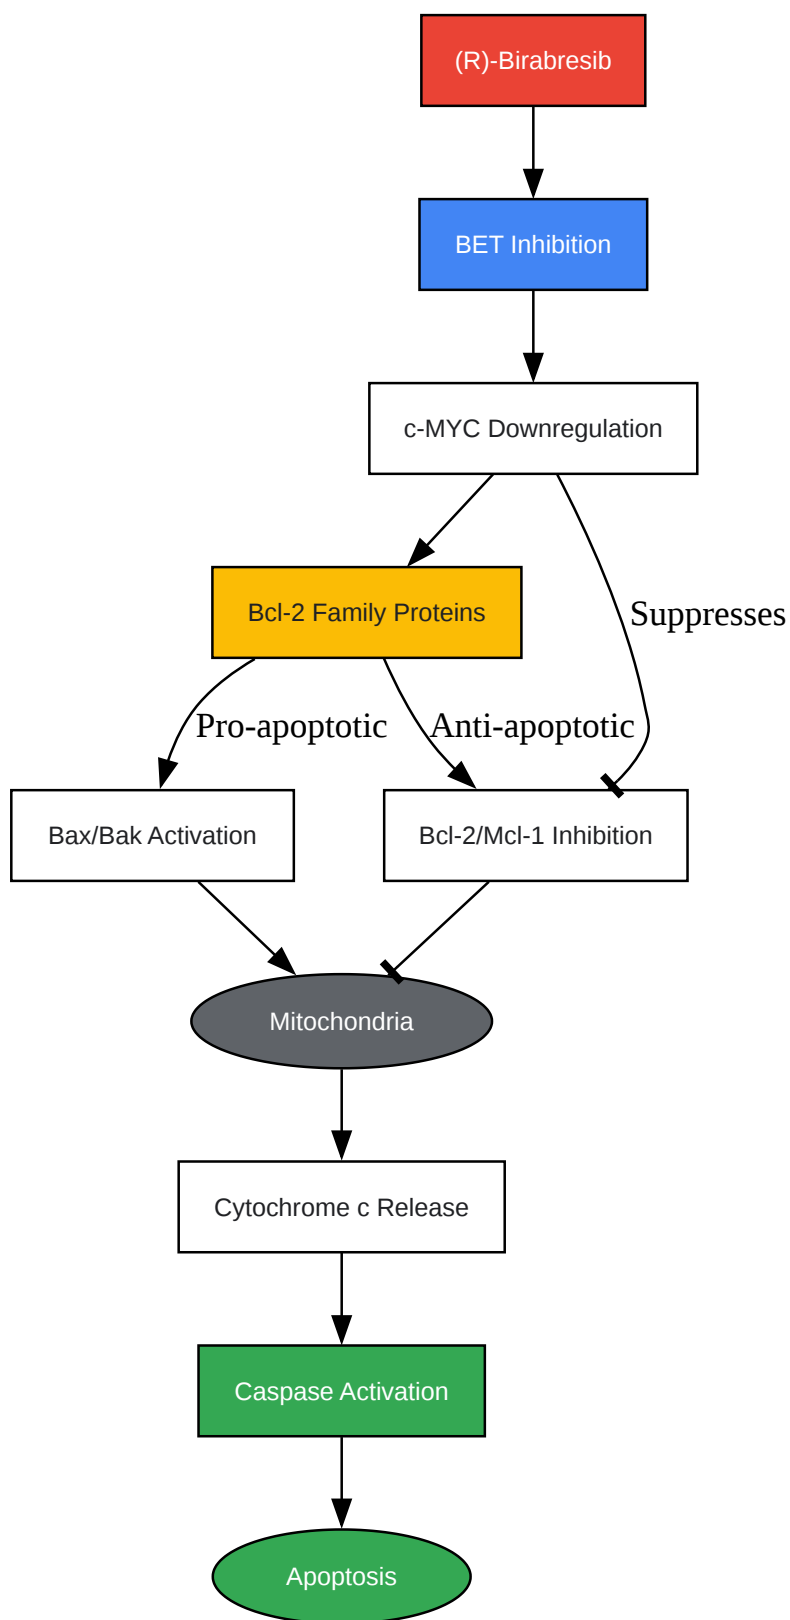 (R)-Birabresib
BET Inhibition
c-MYC Downregulation
Bcl-2 Family Proteins
Suppresses
Pro-apoptotic
Anti-apoptotic
Bax/Bak Activation
Bcl-2/Mcl-1 Inhibition
Mitochondria
Cytochrome c Release
Caspase Activation
Apoptosis